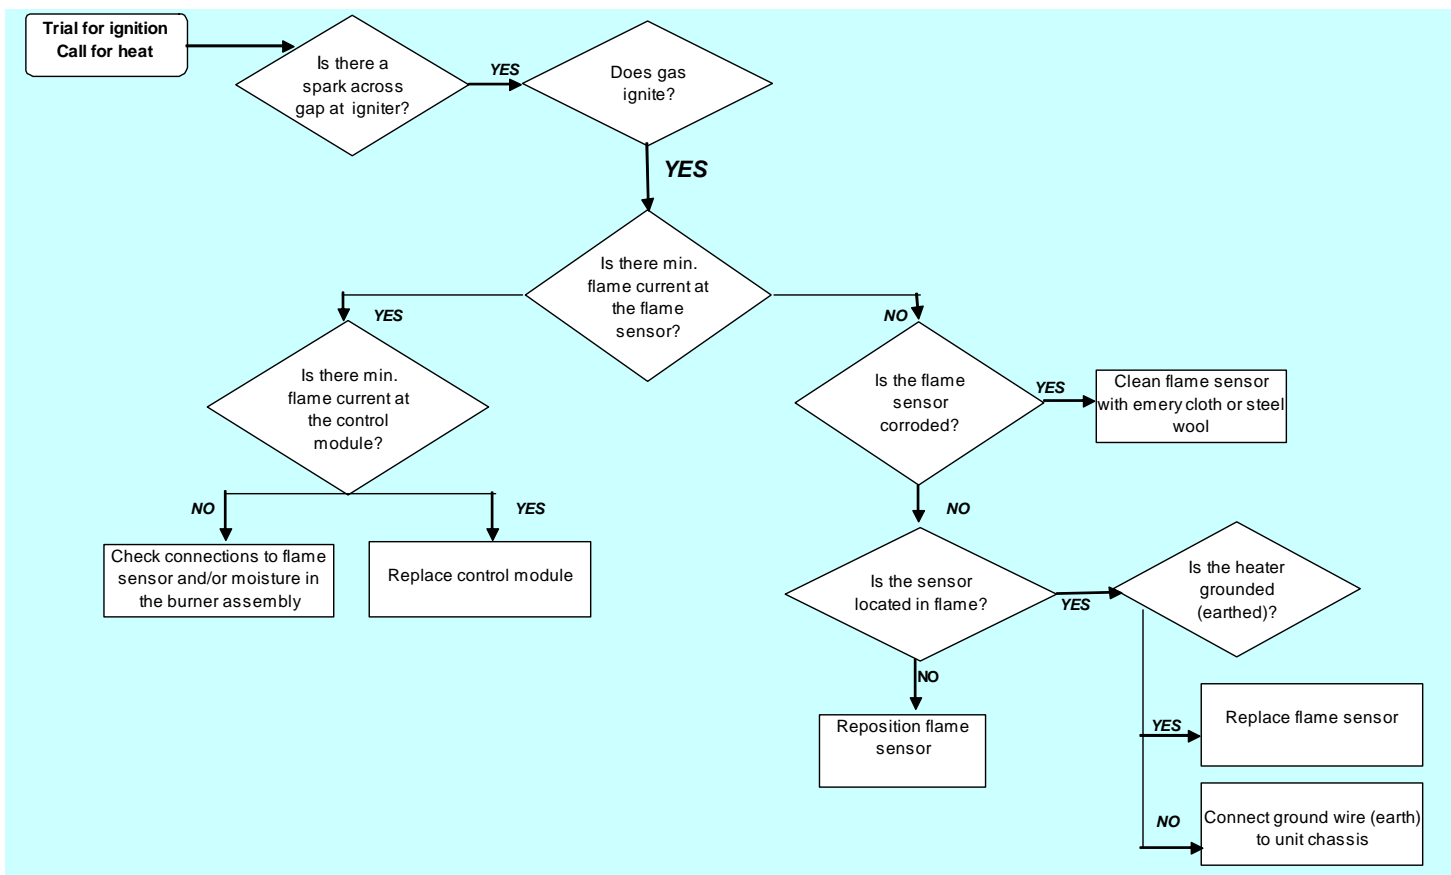 Trial for ignition
Call for heat
Is there a
spark across
gap at igniter?
YES
Does gas
ignite?
YES
Is there min.
flame current at
the flame
sensor?
YES
NO
Is there min.
flame current at
the control
module?
Is the flame
sensor
corroded?
YES
Clean flame sensor
with emery cloth or steel
wool
NO
YES
NO
Check connections to flame
sensor and/or moisture in
the burner assembly
Replace control module
Is the sensor
located in flame?
YES
Is the heater
grounded
(earthed)?
NO
Reposition flame
sensor
YES
Replace flame sensor
NO
Connect ground wire (earth)
to unit chassis